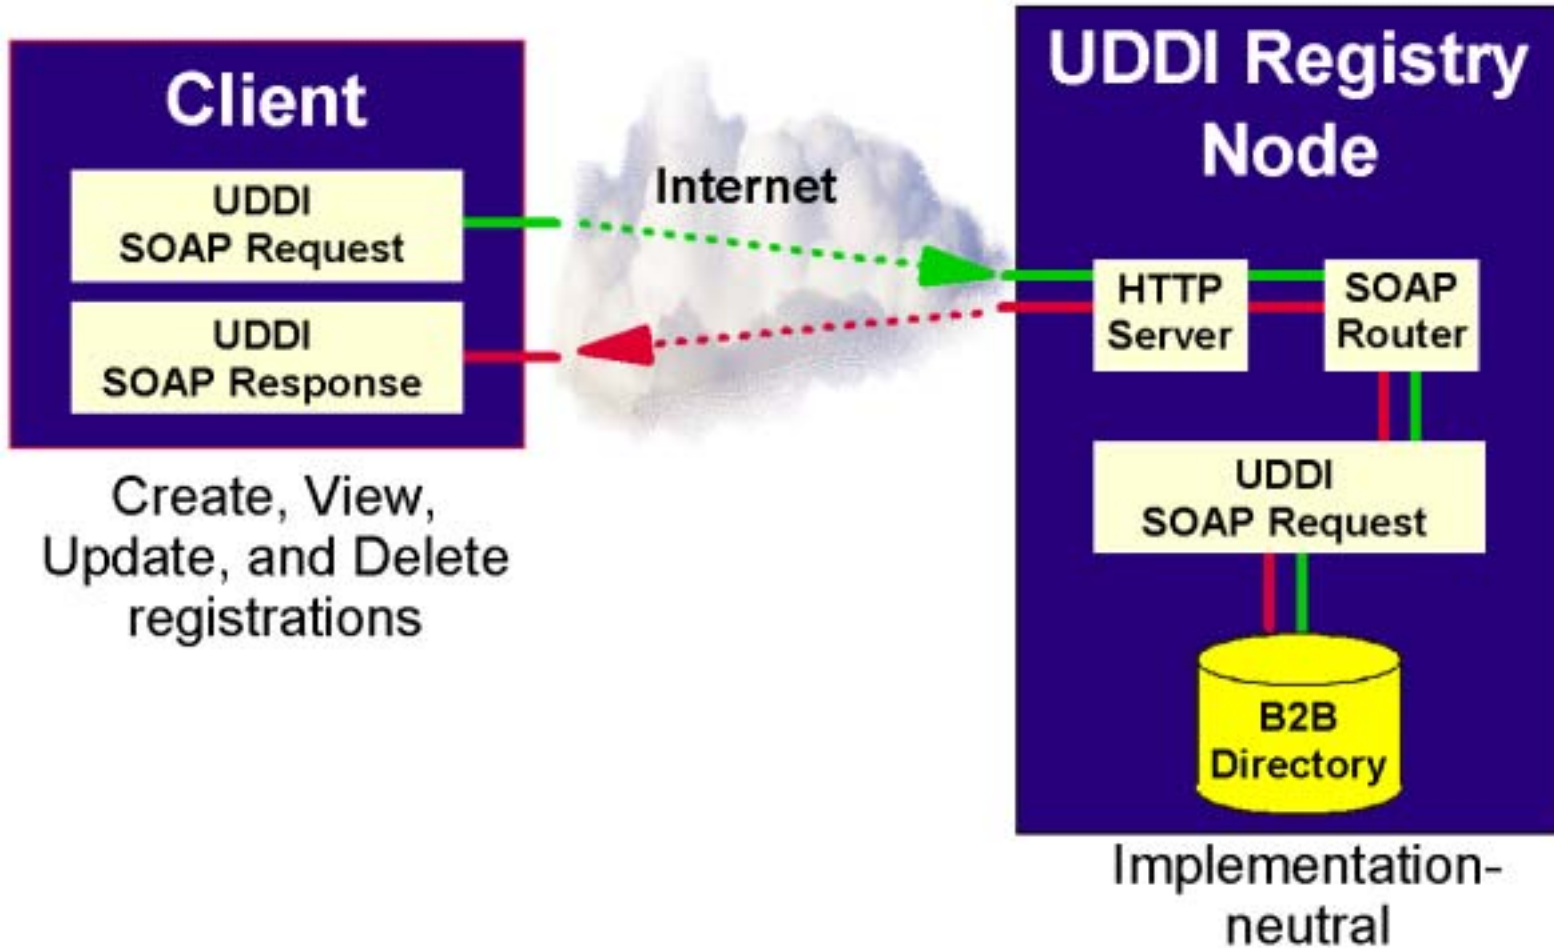 Client
UDDI
SOAP Request
UDDI
SOAP Response
Create, View,
Update, and Delete
registrations
Internet
UDDI Registry
Node
HTTP
Server
SOAP
Router
UDDI
SOAP Request
B2B
Directory
Implementation-
neutral